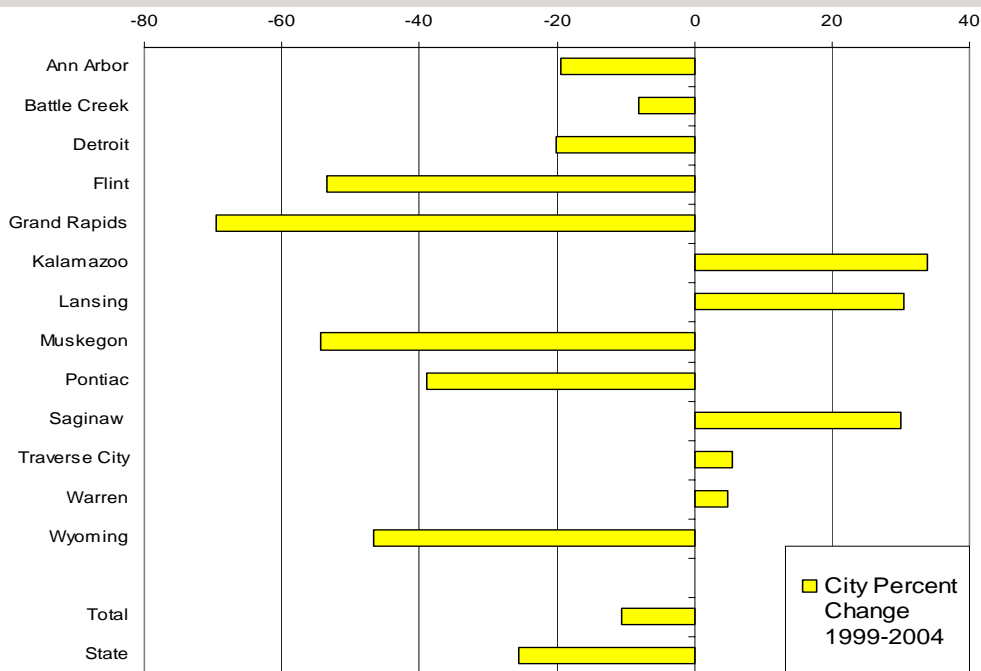 -80 -60 -40 -20 0 20 40
Ann Arbor
Battle Creek
Detroit
Flint
Grand Rapids
Kalamazoo
Lansing
Muskegon
Pontiac
Saginaw
Traverse City
Warren
Wyoming
Total
State
City Percent
Change
1999-2004